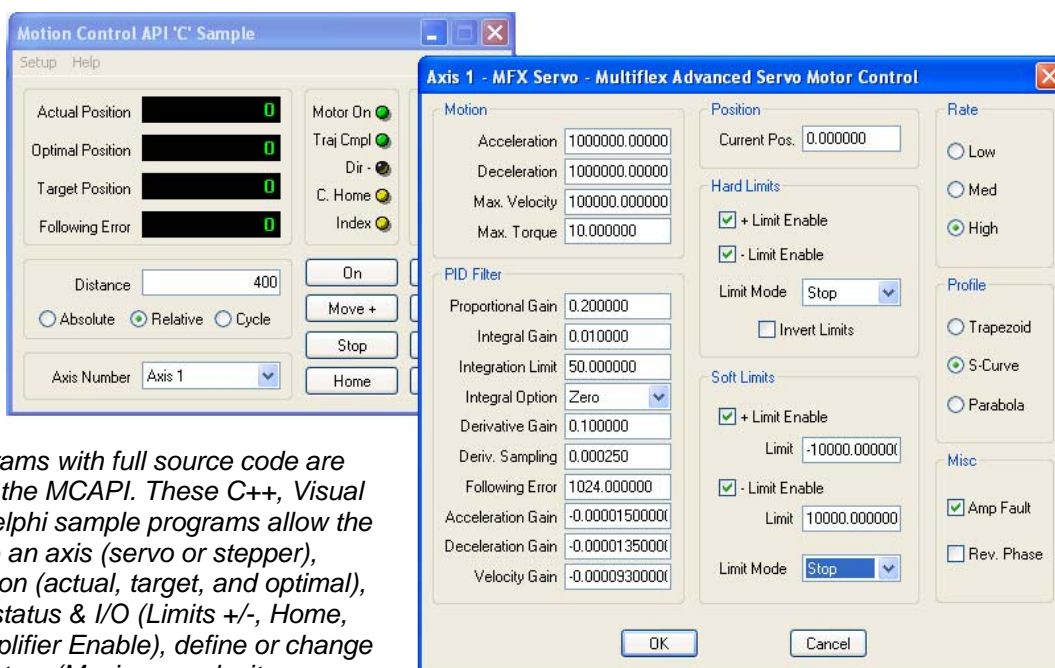 Motion Control API 'C' Sample
Setup Help
Actual Position 0
Optimal Position 0
Target Position 0
Following Error 0
Motor On
Traj Cmpl
Dir -
C. Home
Index
Distance 400
Absolute Relative Cycle
Axis Number Axis 1
On
Move +
Stop
Home
Axis 1 - MFX Servo - Multiflex Advanced Servo Motor Control
Motion
Acceleration 1000000.00000
Deceleration 1000000.00000
Max. Velocity 100000.000000
Max. Torque 10.000000
PID Filter
Proportional Gain 0.200000
Integral Gain 0.010000
Integration Limit 50.000000
Integral Option Zero
Derivative Gain 0.100000
Deriv. Sampling 0.000250
Following Error 1024.000000
Acceleration Gain -0.0000150000
Deceleration Gain -0.0000135000
Velocity Gain -0.0000930000
Position
Current Pos. 0.000000
Hard Limits
+ Limit Enable
- Limit Enable
Limit Mode Stop
Invert Limits
Soft Limits
+ Limit Enable
Limit -10000.00000
- Limit Enable
Limit 10000.000000
Limit Mode Stop
Rate
Low
Med
High
Profile
Trapezoid
S-Curve
Parabola
Misc
Amp Fault
Rev. Phase
OK Cancel
rams with full source code are
the MCAPI. These C++, Visual
elphi sample programs allow the
an axis (servo or stepper),
ion (actual, target, and optimal),
status & I/O (Limits +/-, Home,
plifier Enable), define or change